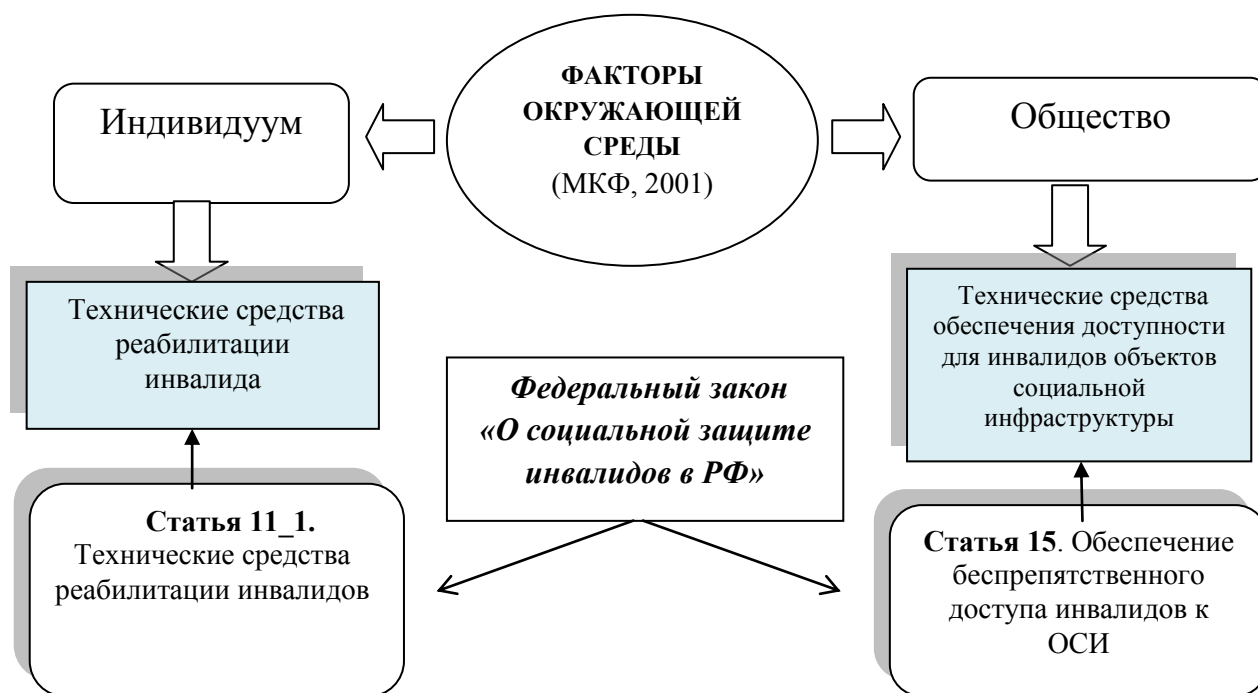 ФАКТОРЫ
ОКРУЖАЮЩЕЙ
СРЕДЫ
(МКФ, 2001)
Индивидуум
Общество
Технические средства
реабилитации
инвалида
Технические средства
обеспечения доступности
для инвалидов объектов
социальной
инфраструктуры
Федеральный закон
«О социальной защите
инвалидов в РФ»
Статья 11_1.
Технические средства
реабилитации инвалидов
Статья 15. Обеспечение
беспрепятственного
доступа инвалидов к
ОСИ